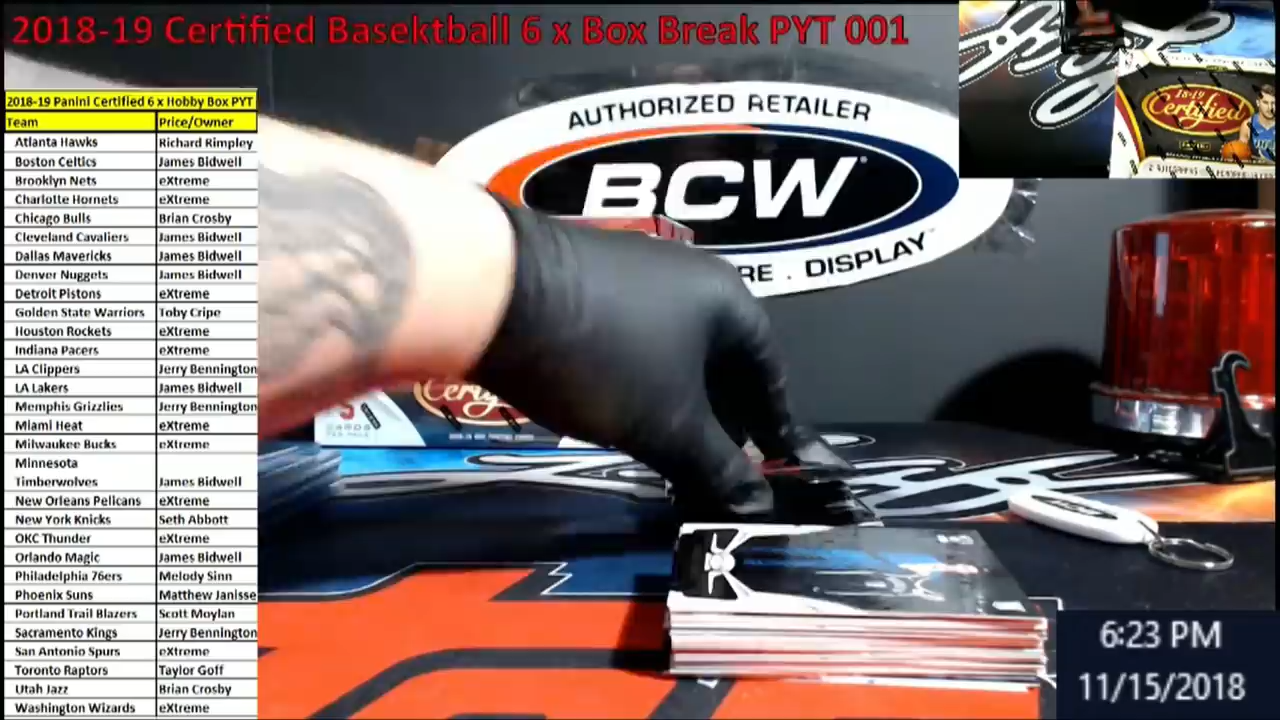 2018-19 Certified Basektball 6 x Box Break PYT 001
2018-19 Panini Certified 6 x Hobby Box PYT
Team Price/Owner
Atlanta Hawks Richard Rimpley
Boston Celtics James Bidwell
Brooklyn Nets eXtreme
Charlotte Hornets eXtreme
Chicago Bulls Brian Crosby
Cleveland Cavaliers James Bidwell
Dallas Mavericks James Bidwell
Denver Nuggets James Bidwell
Detroit Pistons eXtreme
Golden State Warriors Toby Cripe
Houston Rockets eXtreme
Indiana Pacers eXtreme
LA Clippers Jerry Bennington
LA Lakers James Bidwell
Memphis Grizzlies Jerry Bennington
Miami Heat eXtreme
Milwaukee Bucks eXtreme
Minnesota
Timberwolves James Bidwell
New Orleans Pelicans eXtreme
New York Knicks Seth Abbott
OKC Thunder eXtreme
Orlando Magic James Bidwell
Philadelphia 76ers Melody Sinn
Phoenix Suns Matthew Janisse
Portland Trail Blazers Scott Moylan
Sacramento Kings Jerry Bennington
San Antonio Spurs eXtreme
Toronto Raptors Taylor Goff
Utah Jazz Brian Crosby
Washington Wizards eXtreme
AUTHORIZED RETAILER
BCW
RE . DISPLAY
18-19
Certified
5
CARDS
6:23 PM
11/15/2018